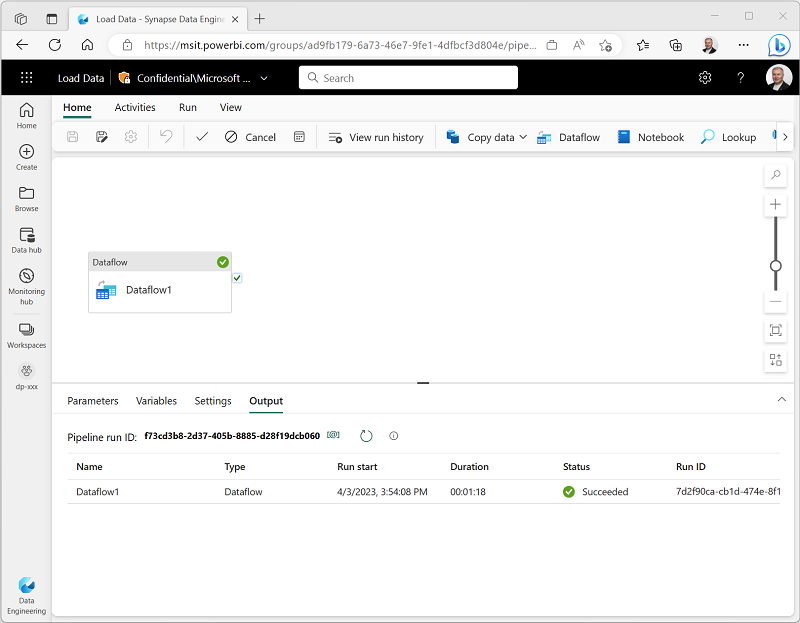 Load Data - Synapse Data Engine
https://msit.powerbi.com/groups/ad9fb179-6a73-46e7-9fe1-4dfbcf3d804e/pipe...
Load Data
Confidential\Microsoft ...
Search
?
Home Activities Run View
Cancel View run history Copy data Dataflow Notebook Lookup
Home
Create
Browse
Data hub
Monitoring
hub
Workspaces
dp-xxx
Data
Engineering
Dataflow
Dataflow1
Parameters Variables Settings Output
Pipeline run ID: f73cd3b8-2d37-405b-8885-d28f19dcb060
Name Type Run start Duration Status Run ID
Dataflow1 Dataflow 4/3/2023, 3:54:08 PM 00:01:18 Succeeded 7d2f90ca-cb1d-474e-8f1